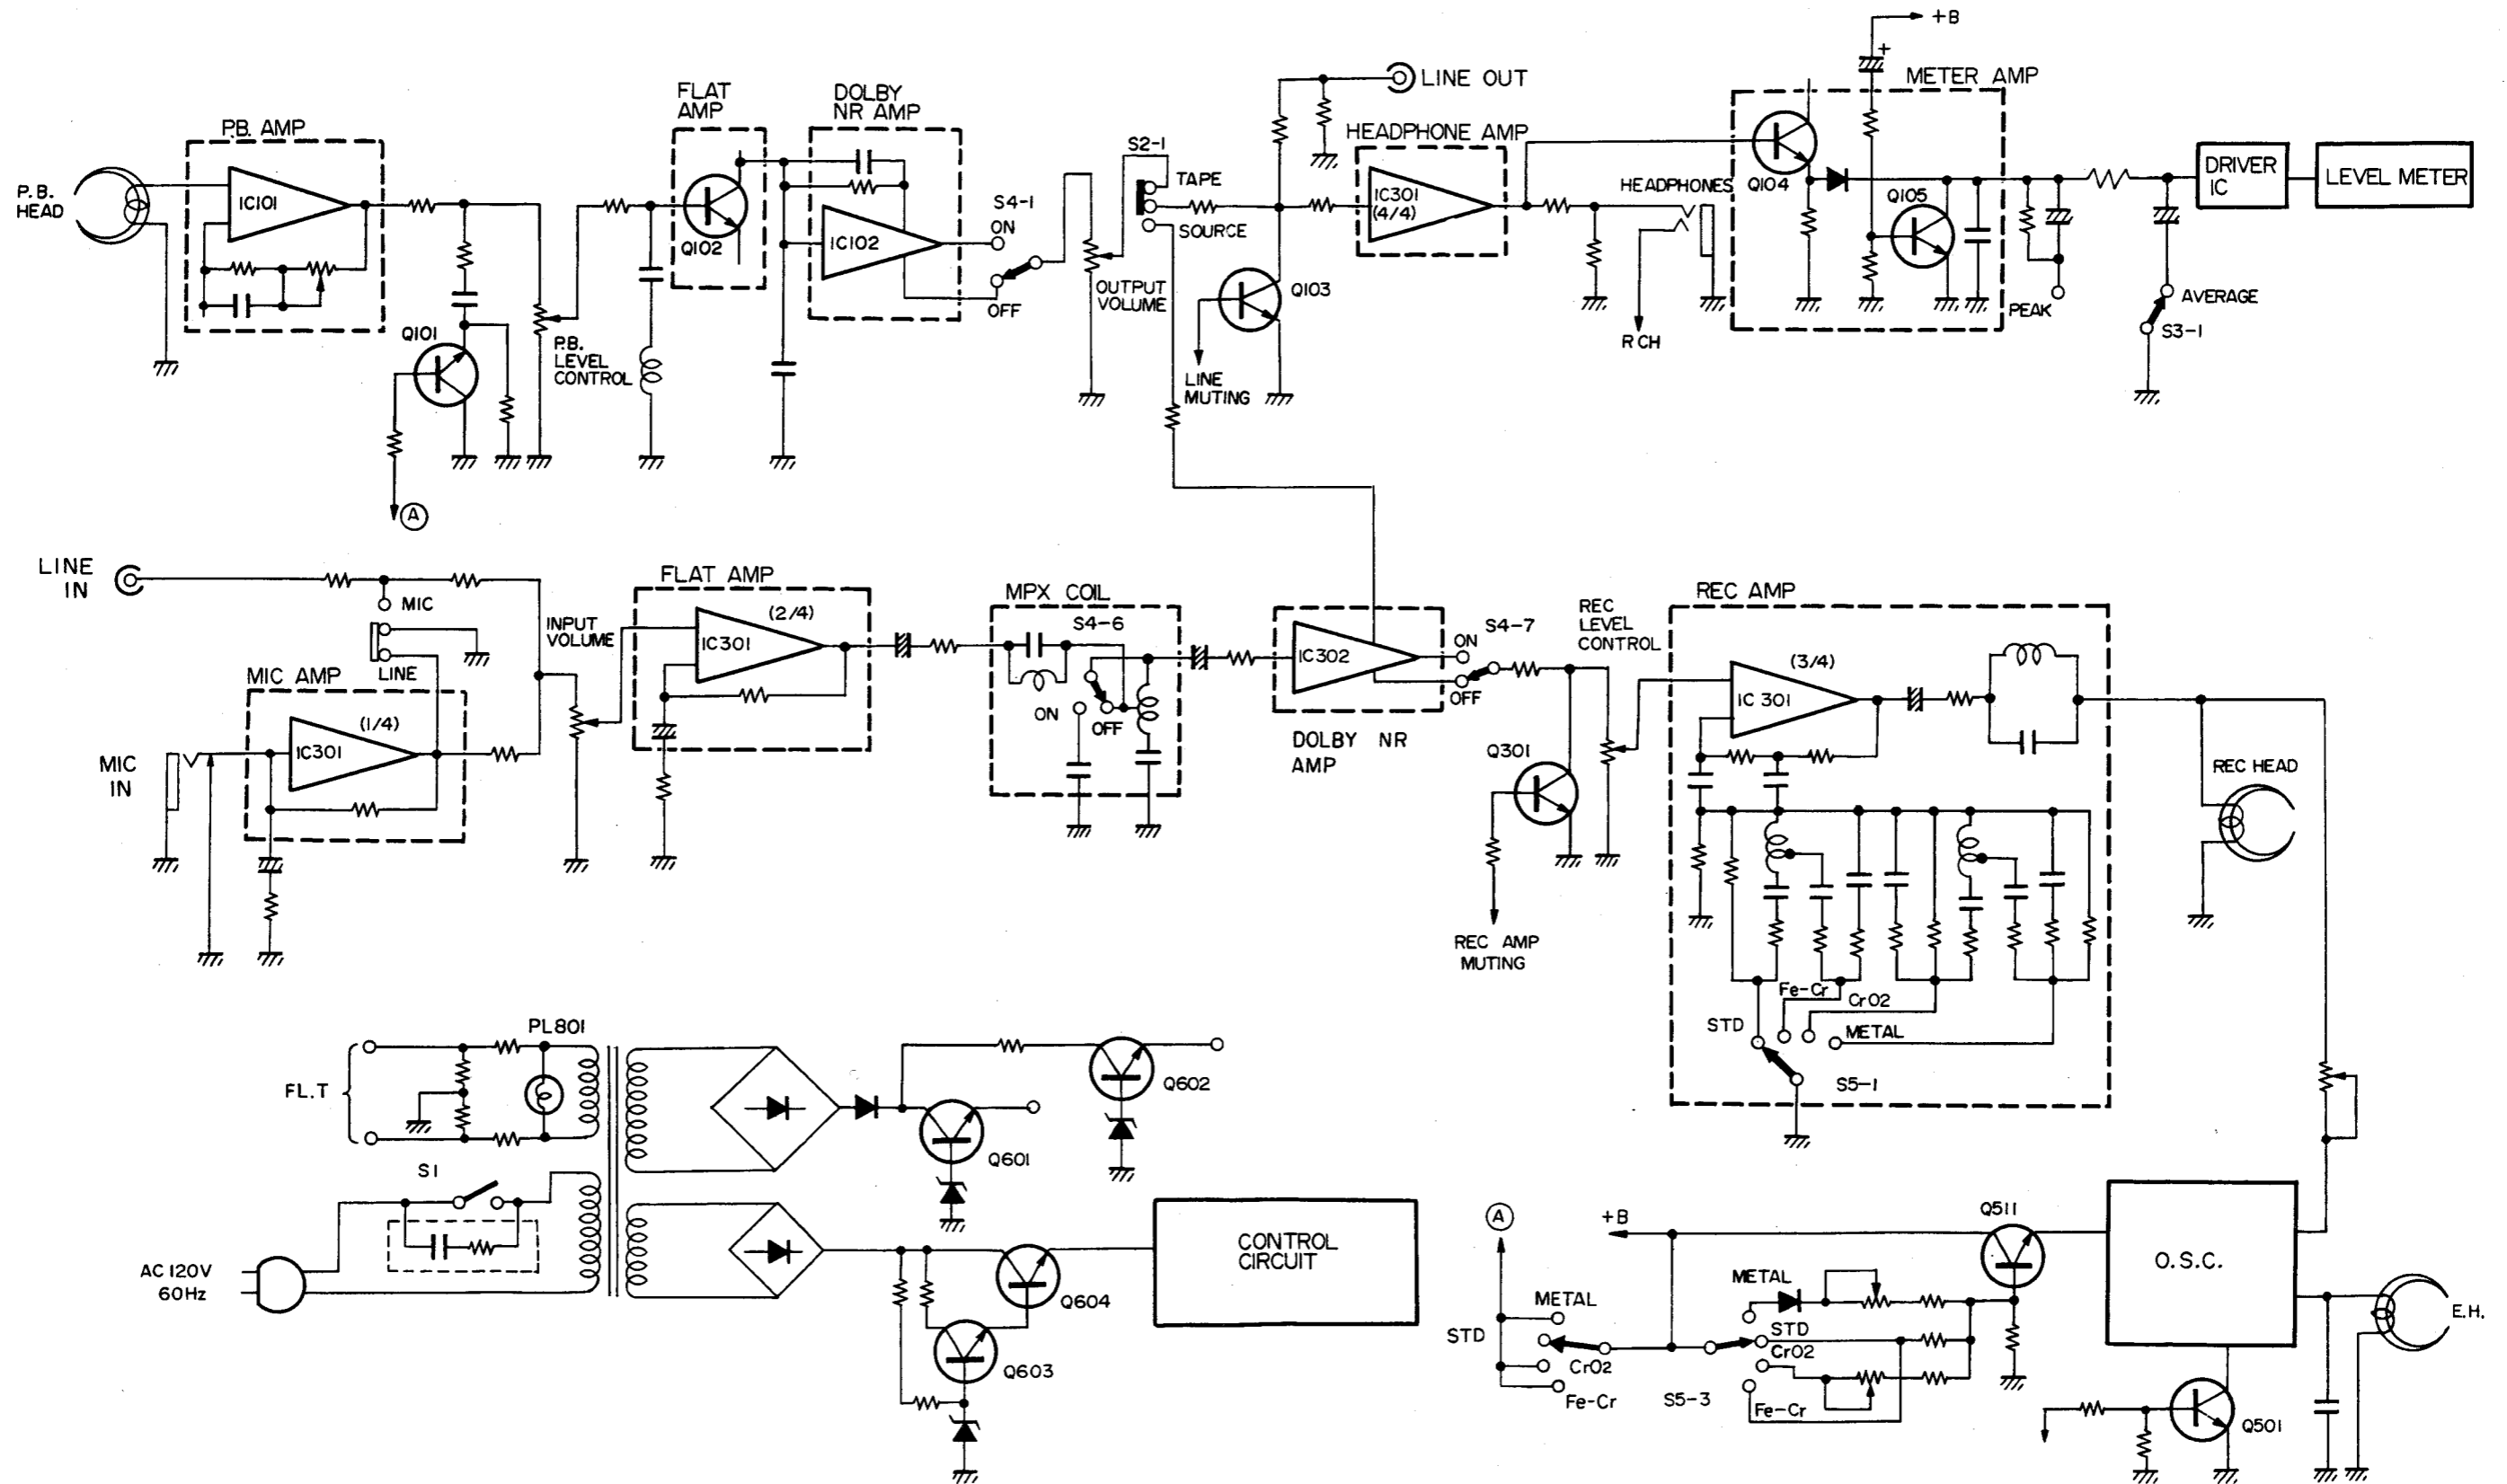 +B
METER AMP
LINE OUT
FLAT
AMP
DOLBY
NR AMP
P.B. AMP
HEADPHONE AMP
S2-1
TAPE
SOURCE
P.B.
HEAD
IC101
Q102
IC102
S4-1
ON
OFF
OUTPUT
VOLUME
IC301
(4/4)
HEADPHONES
Q104
Q105
DRIVER
IC
LEVEL METER
Q103
LINE
MUTING
R CH
PEAK
AVERAGE
S3-1
Q101
P.B.
LEVEL
CONTROL
A
LINE
IN
MIC
LINE
INPUT
VOLUME
FLAT AMP
(2/4)
IC301
MPX COIL
S4-6
ON
OFF
IC302
ON
S4-7
OFF
DOLBY NR
AMP
REC
LEVEL
CONTROL
REC AMP
(3/4)
IC 301
MIC AMP
(1/4)
IC301
MIC
IN
Q301
REC AMP
MUTING
REC HEAD
Fe-Cr
CrO2
STD
METAL
S5-1
PL801
FL.T
Q602
Q601
S1
AC 120V
60Hz
Q604
Q603
CONTROL
CIRCUIT
A
+B
Q511
O.S.C.
METAL
STD
CrO2
Fe-Cr
METAL
STD
CrO2
S5-3
Fe-Cr
E.H.
Q501